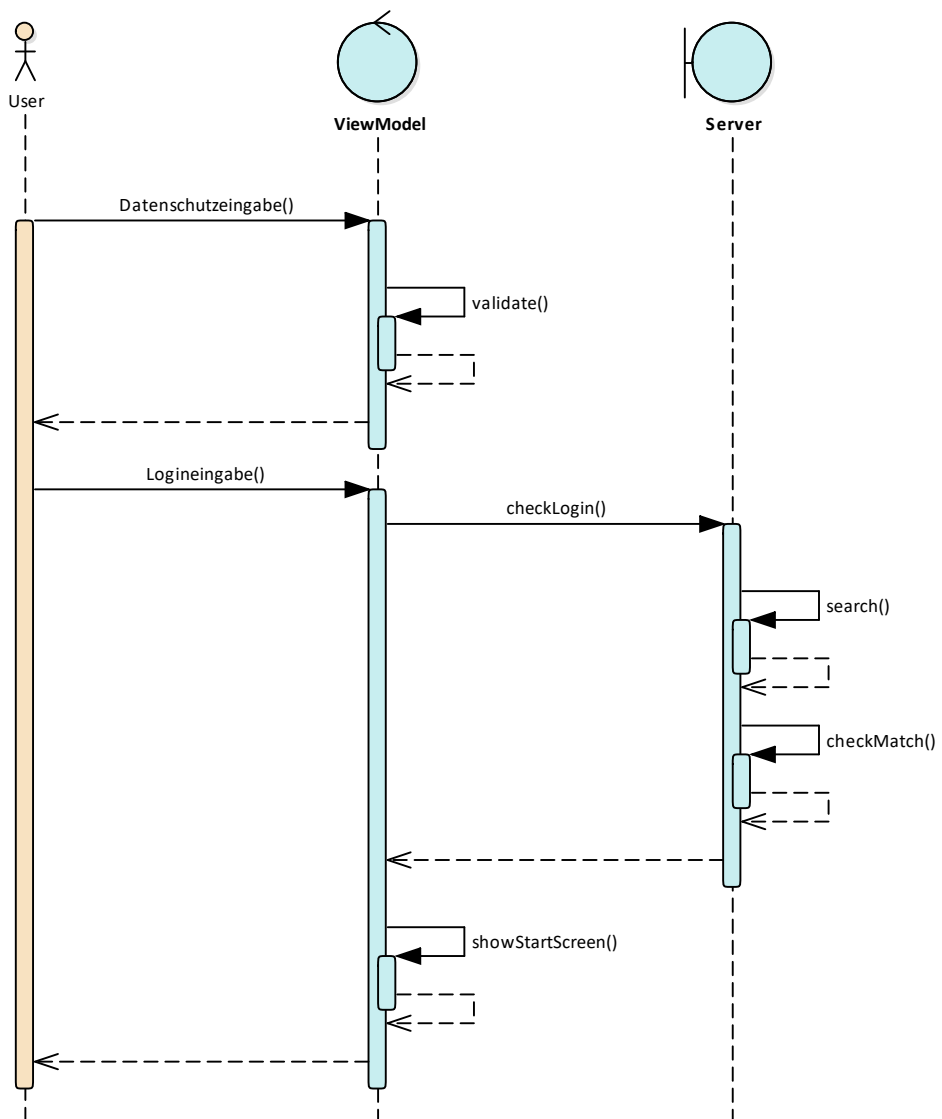 User
ViewModel
Server
Datenschutzeingabe()
validate()
Logineingabe()
checkLogin()
search()
checkMatch()
showStartScreen()